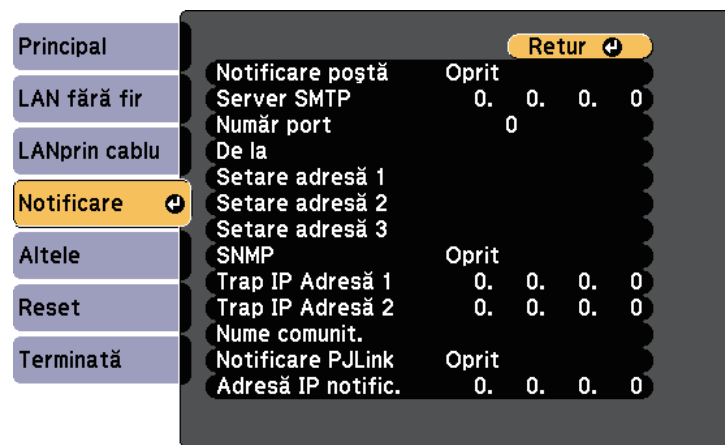 Principal
LAN fără fir
LANprin cablu
Notificare
Altele
Reset
Terminată
Retur
Notificare poștă Oprit
Server SMTP 0. 0. 0. 0
Număr port 0
De la
Setare adresă 1
Setare adresă 2
Setare adresă 3
SNMP Oprit
Trap IP Adresă 1 0. 0. 0. 0
Trap IP Adresă 2 0. 0. 0. 0
Nume comunit.
Notificare PJLink Oprit
Adresă IP notific. 0. 0. 0. 0